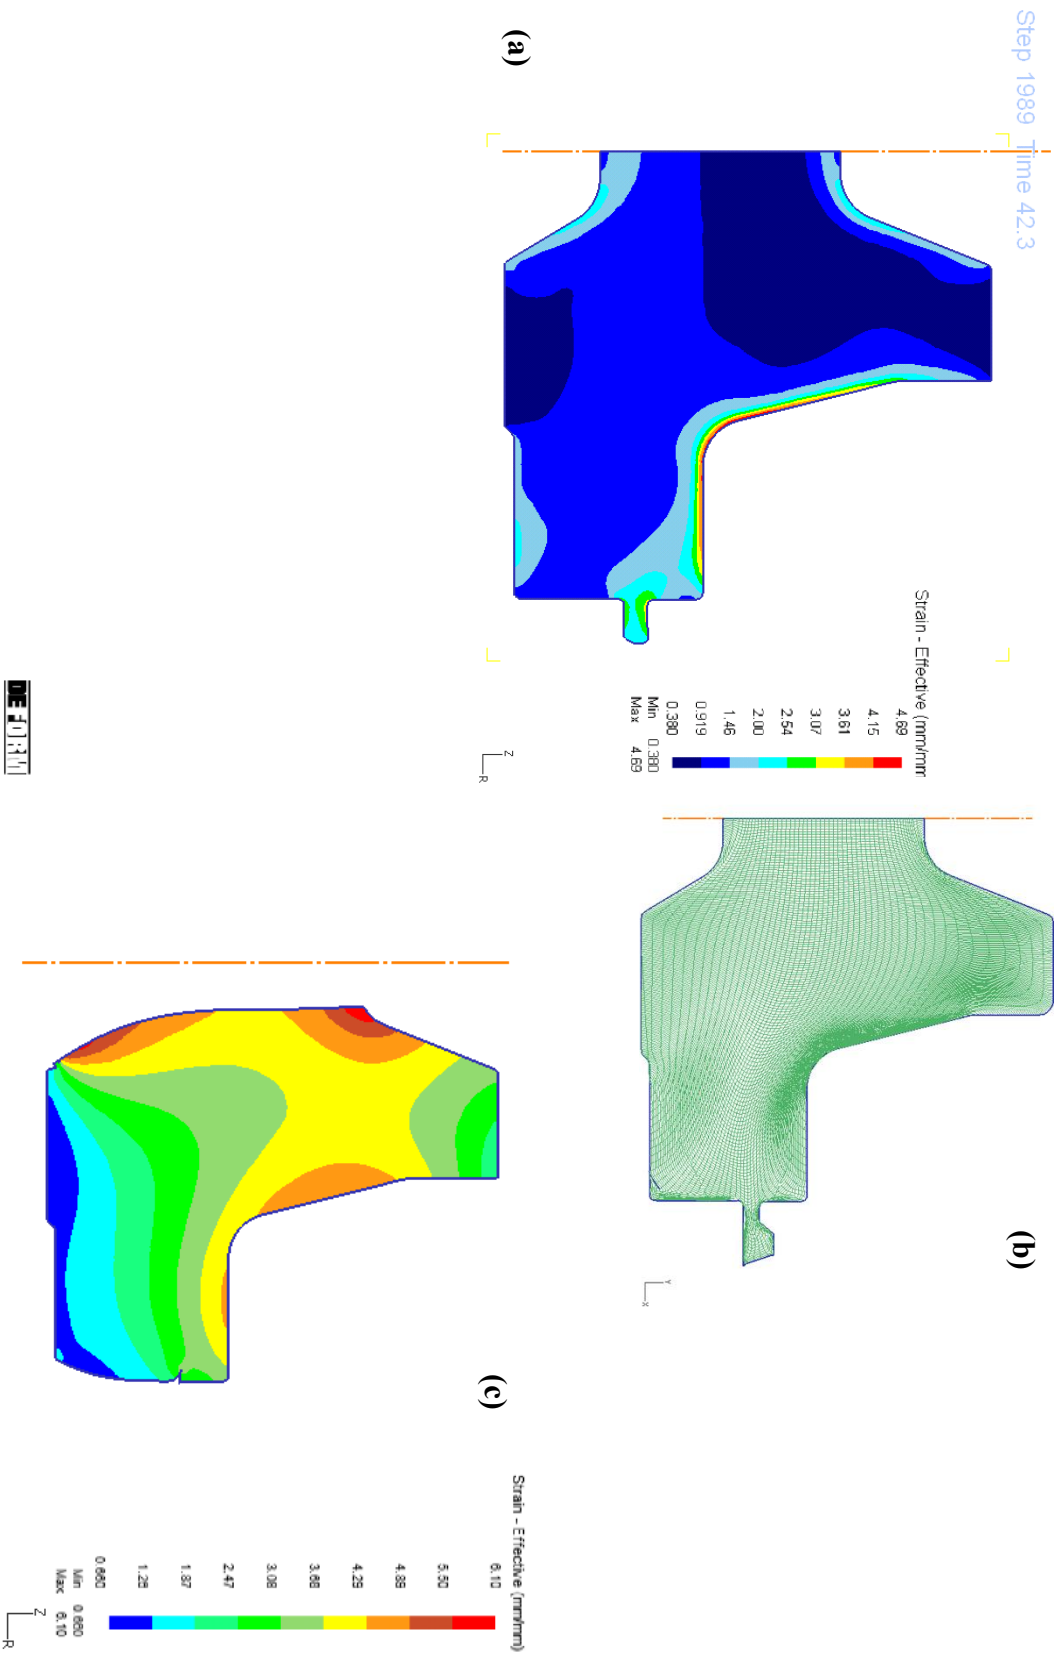 Step 1989 Time 42.3
(a)
Strain - Effective (mm/mm
4.69
4.15
3.61
3.07
2.54
2.00
1.46
0.919
0.380
Min 0.380
Max 4.69
Z
R
DEFORM
(b)
Y
X
(c)
Strain - Effective (mm/mm)
6.10
5.50
4.89
4.29
3.68
3.08
2.47
1.87
1.26
0.660
Min 0.660
Max 6.10
Z
R